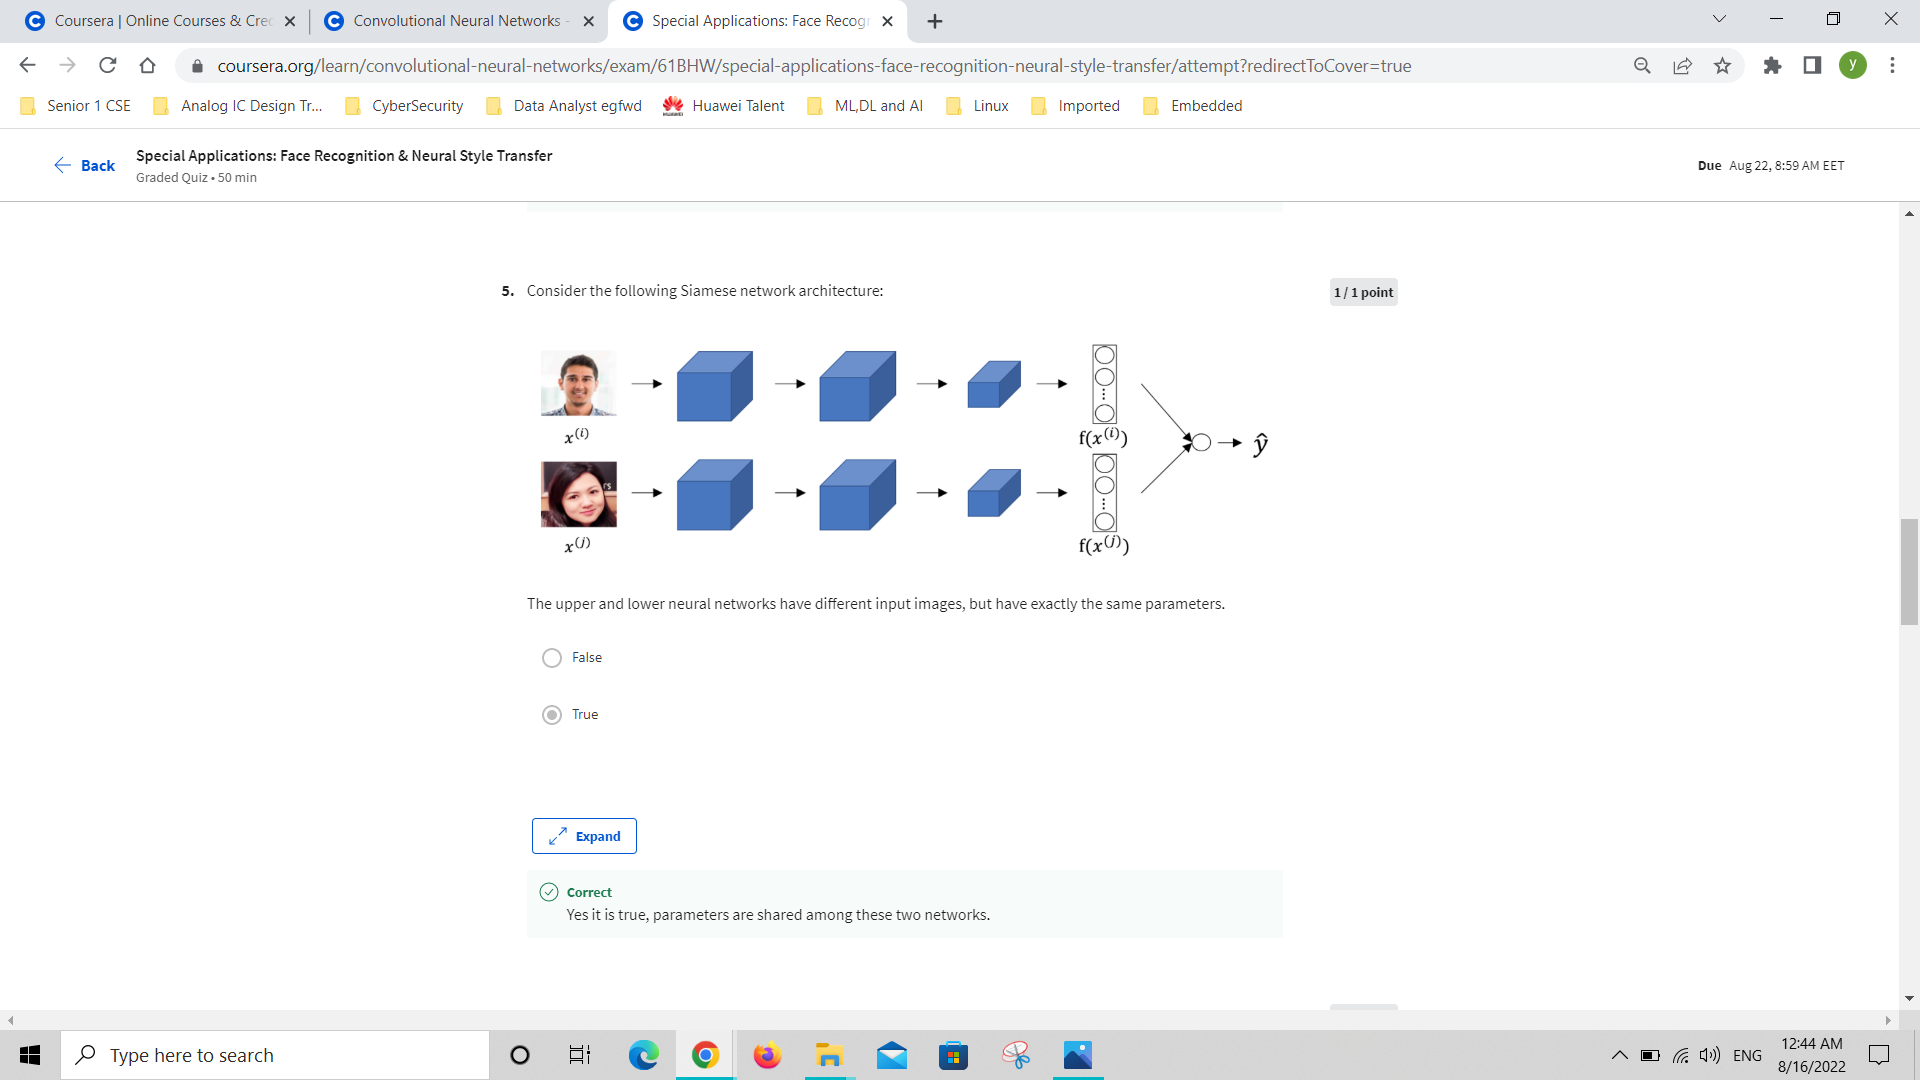 Coursera | Online Courses & Cre
Convolutional Neural Networks -
Special Applications: Face Recog
coursera.org/learn/convolutional-neural-networks/exam/61BHW/special-applications-face-recognition-neural-style-transfer/attempt?redirectToCover=true
y
Senior 1 CSE
Analog IC Design Tr...
CyberSecurity
Data Analyst egfwd
Huawei Talent
ML,DL and AI
Linux
Imported
Embedded
Back
Special Applications: Face Recognition & Neural Style Transfer
Graded Quiz • 50 min
Due Aug 22, 8:59 AM EET
5. Consider the following Siamese network architecture:
1 / 1 point
x^(i)
f(x^(i))
ŷ
x^(j)
f(x^(j))
The upper and lower neural networks have different input images, but have exactly the same parameters.
False
True
Expand
Correct
Yes it is true, parameters are shared among these two networks.
Type here to search
ENG
12:44 AM
8/16/2022